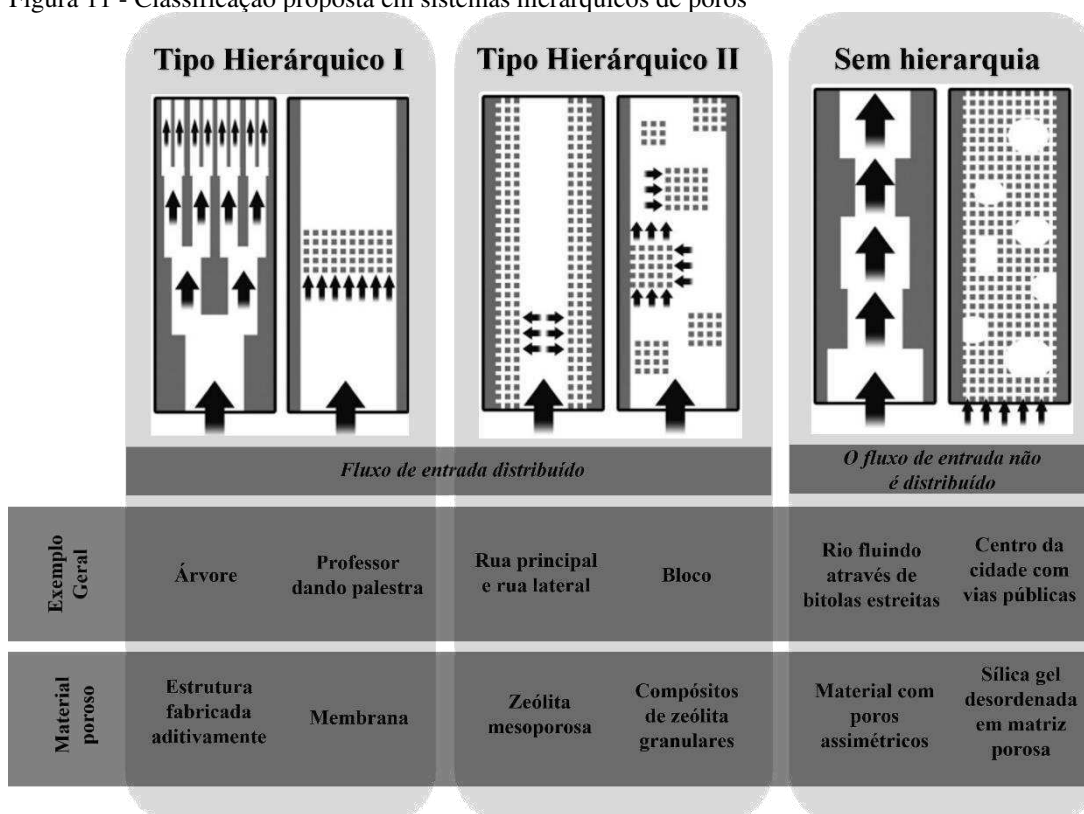 Figura 11 - Classificação proposta em sistemas hierárquicos de poros
Tipo Hierárquico I
Tipo Hierárquico II
Sem hierarquia
Fluxo de entrada distribuído
O fluxo de entrada não
é distribuído
Exemplo
Geral
Árvore
Professor
dando palestra
Rua principal
e rua lateral
Bloco
Rio fluindo
através de
bitolas estreitas
Centro da
cidade com
vias públicas
Material
poroso
Estrutura
fabricada
aditivamente
Membrana
Zeólita
mesoporosa
Compósitos
de zeólita
granulares
Material com
poros
assimétricos
Sílica gel
desordenada
em matriz
porosa